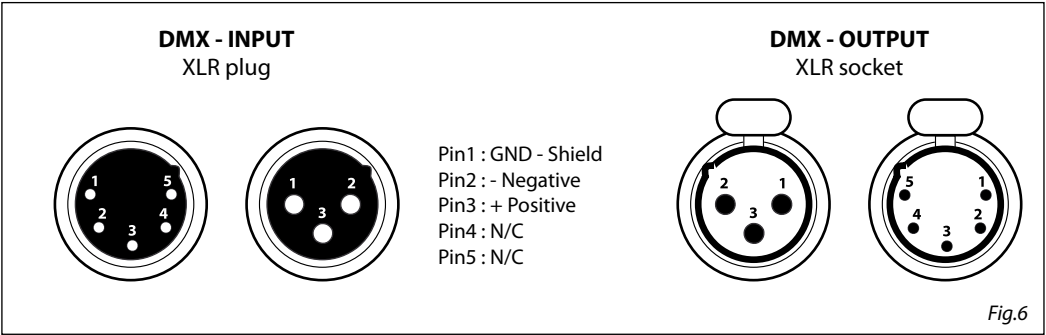 DMX - INPUT
XLR plug
DMX - OUTPUT
XLR socket
1 5
2 4
3
1 2
3
Pin1 : GND - Shield
Pin2 : - Negative
Pin3 : + Positive
Pin4 : N/C
Pin5 : N/C
2 1
3
5 1
4 2
3
Fig.6